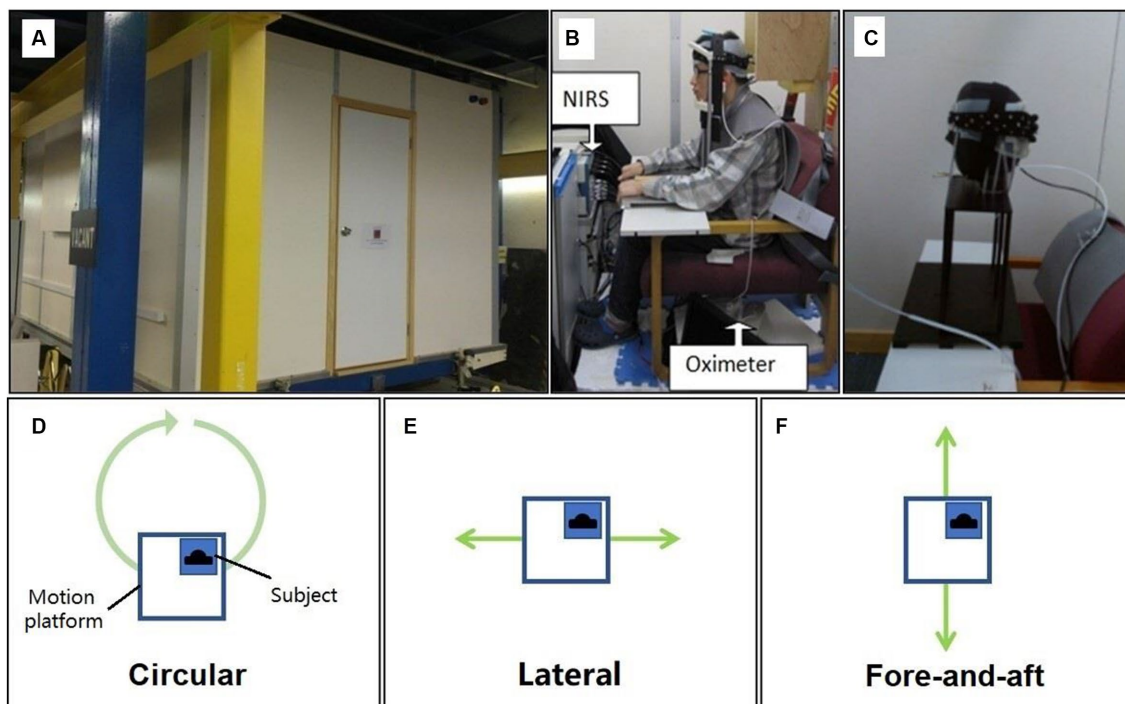 A
VACANT
B
NIRS
Oximeter
C
D
Motion
platform
Subject
Circular
E
Lateral
F
Fore-and-aft